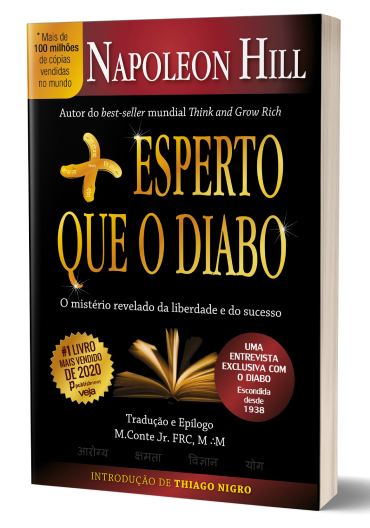 * Mais de
100 milhões
de cópias
vendidas
no mundo
NAPOLEON HILL
Autor do best-seller mundial Think and Grow Rich
+ ESPERTO
QUE O DIABO
O mistério revelado da liberdade e do sucesso
#1 LIVRO
MAIS VENDIDO
DE 2020
PublishNews
veja
UMA
ENTREVISTA
EXCLUSIVA COM
O DIABO
Escondida
desde
1938
Tradução e Epílogo
M.Conte Jr. FRC, M ∴M
आरोग्य क्षमता विज्ञान योग
INTRODUÇÃO DE THIAGO NIGRO